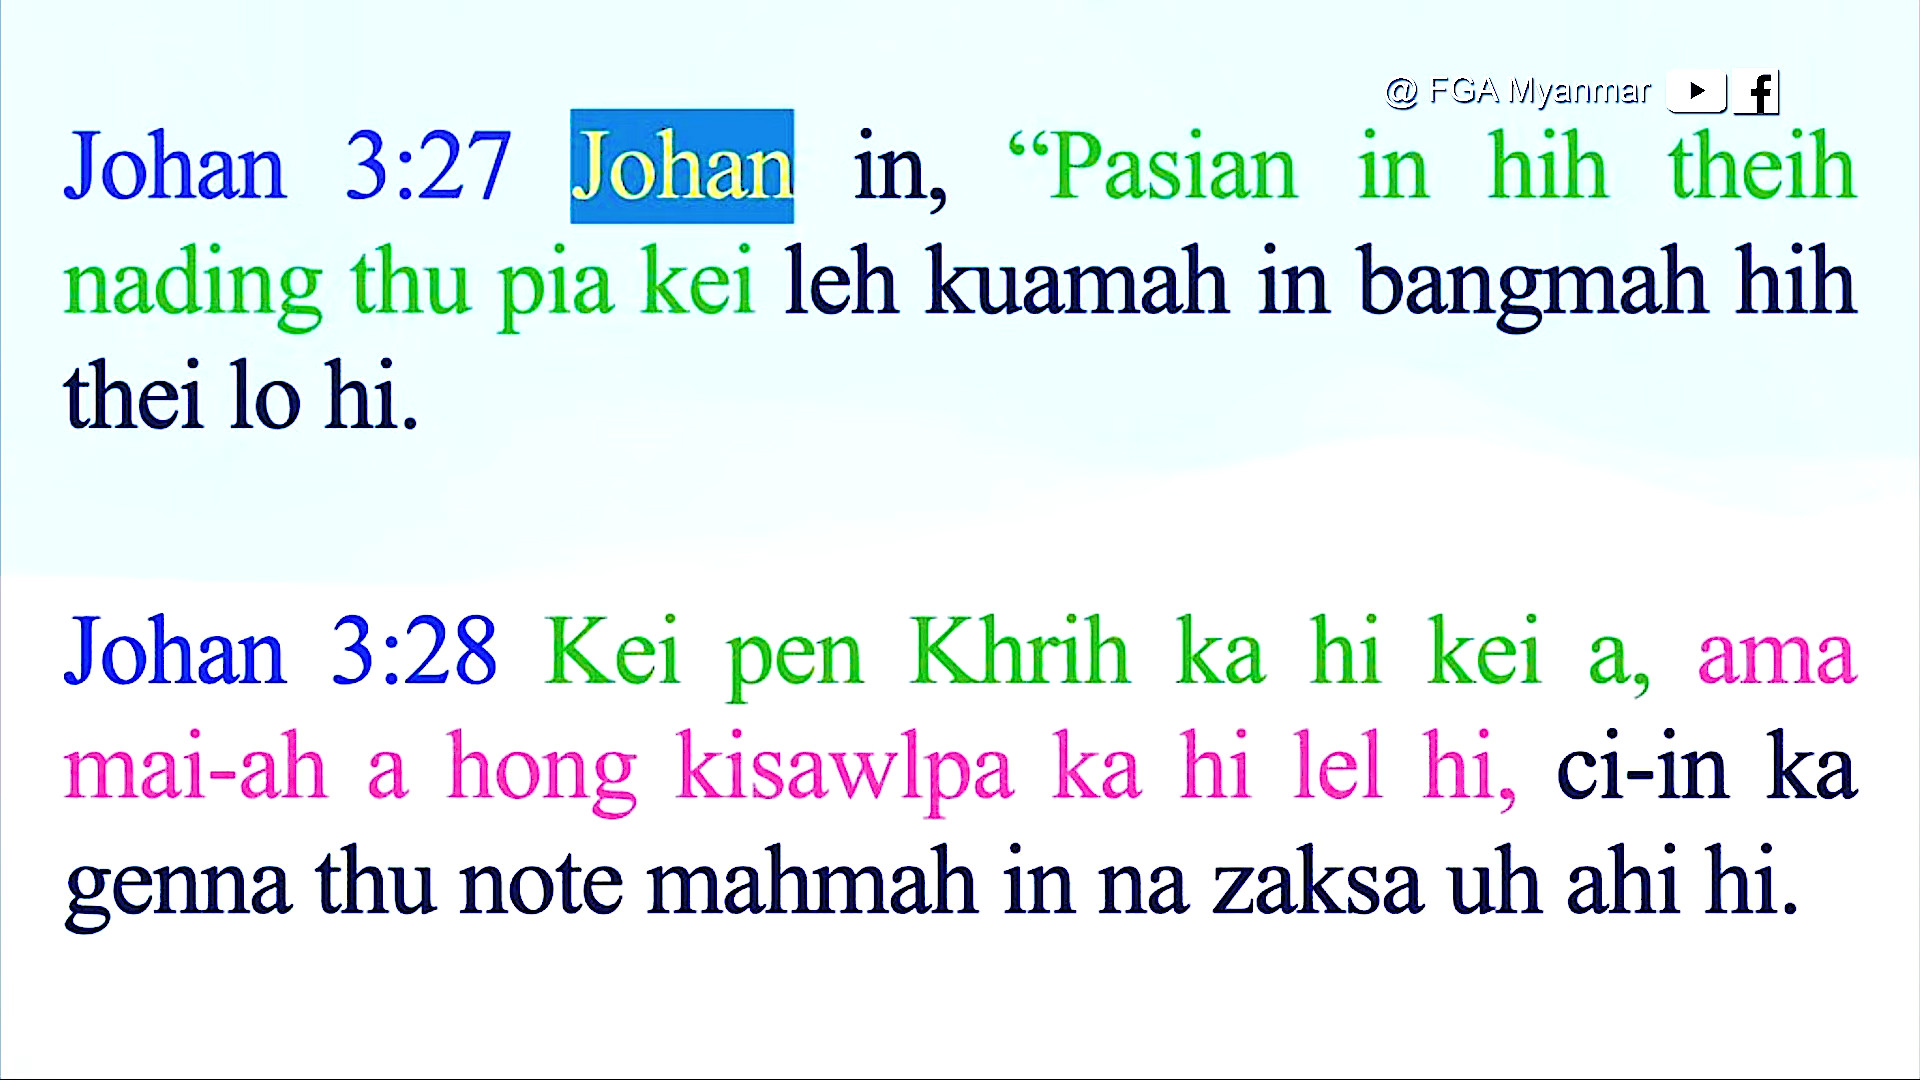 @ FGA Myanmar
Johan 3:27 Johan in, “Pasian in hih theih
nading thu pia kei leh kuamah in bangmah hih
thei lo hi.
Johan 3:28 Kei pen Khrih ka hi kei a, ama
mai-ah a hong kisawlpa ka hi lel hi, ci-in ka
genna thu note mahmah in na zaksa uh ahi hi.